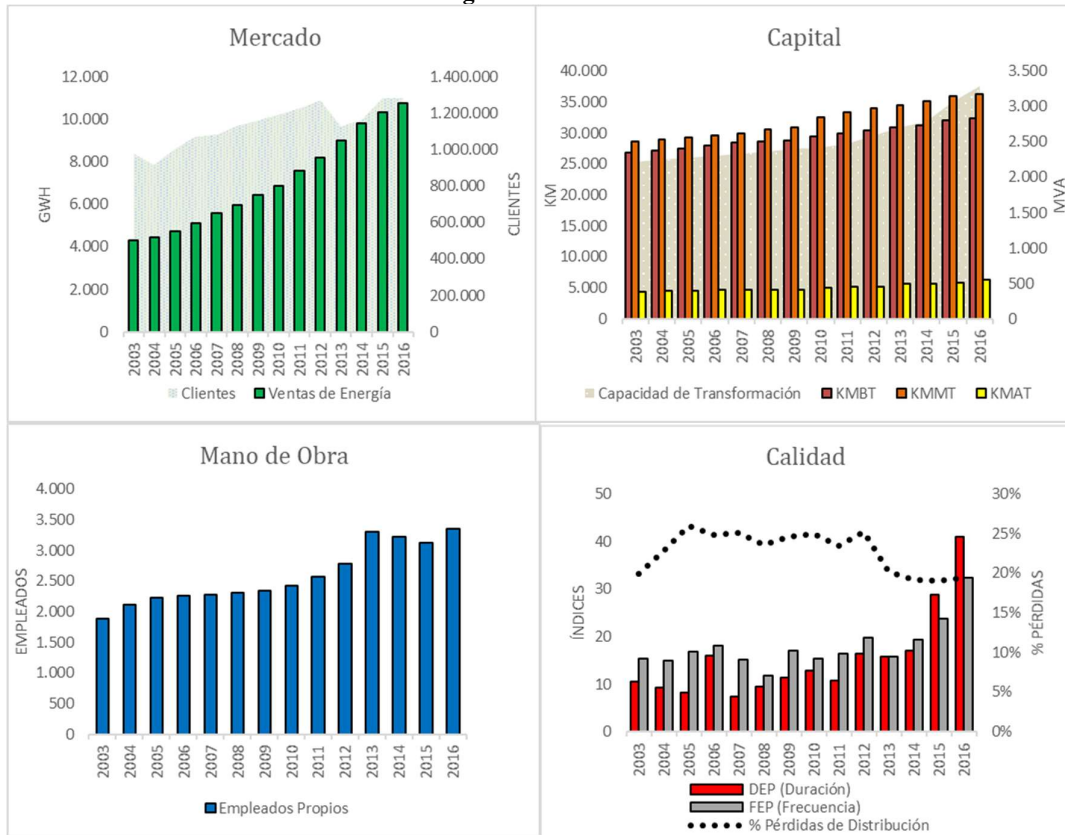 g
Mercado
12.000
10.000
8.000
6.000
4.000
2.000
0
GWH
1.400.000
1.200.000
1.000.000
800.000
600.000
400.000
200.000
0
CLIENTES
2003 2004 2005 2006 2007 2008 2009 2010 2011 2012 2013 2014 2015 2016
Clientes Ventas de Energía
Capital
40.000
35.000
30.000
25.000
20.000
15.000
10.000
5.000
0
KM
3.500
3.000
2.500
2.000
1.500
1.000
500
0
MVA
2003 2004 2005 2006 2007 2008 2009 2010 2011 2012 2013 2014 2015 2016
Capacidad de Transformación KMBT KMMT KMAT
Mano de Obra
4.000
3.500
3.000
2.500
2.000
1.500
1.000
500
0
EMPLEADOS
2003 2004 2005 2006 2007 2008 2009 2010 2011 2012 2013 2014 2015 2016
Empleados Propios
Calidad
50
40
30
20
10
0
ÍNDICES
30%
25%
20%
15%
10%
5%
0%
% PÉRDIDAS
2003 2004 2005 2006 2007 2008 2009 2010 2011 2012 2013 2014 2015 2016
DEP (Duración)
FEP (Frecuencia)
% Pérdidas de Distribución